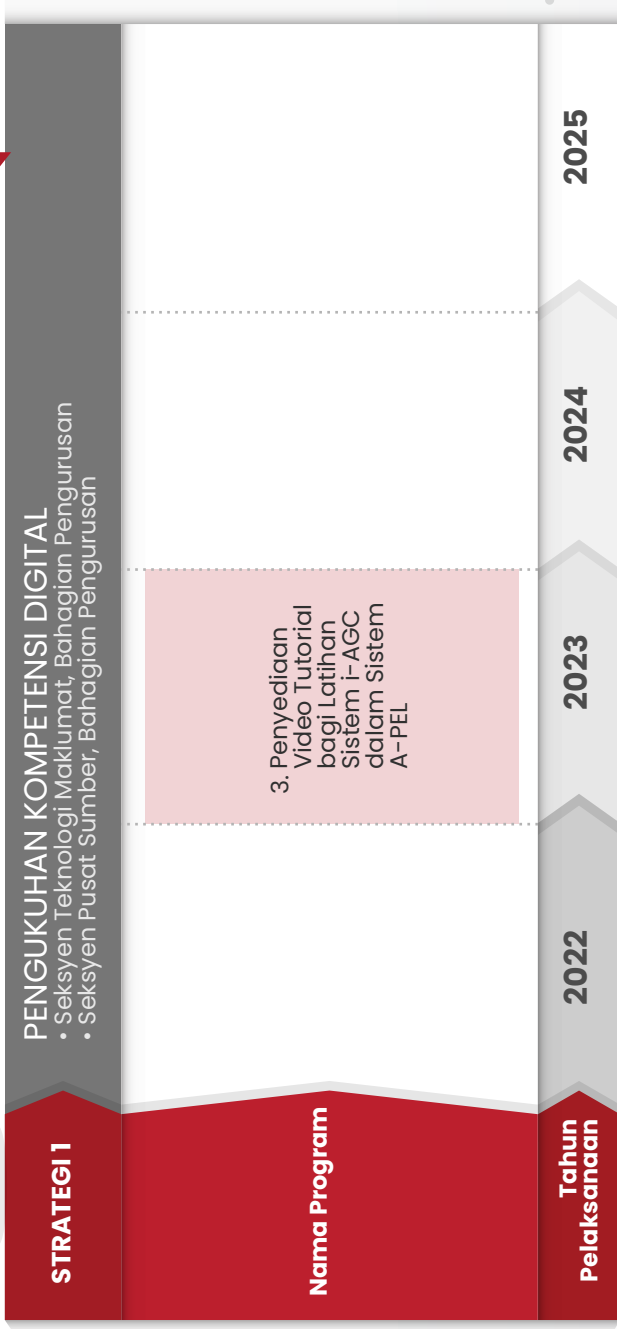 STRATEGI 1
PENGUKUHAN KOMPETENSI DIGITAL
• Seksyen Teknologi Maklumat, Bahagian Pengurusan
• Seksyen Pusat Sumber, Bahagian Pengurusan
Nama Program
3. Penyediaan
Video Tutorial
bagi Latihan
Sistem i-AGC
dalam Sistem
A-PEL
Tahun
Pelaksanaan
2022
2023
2024
2025